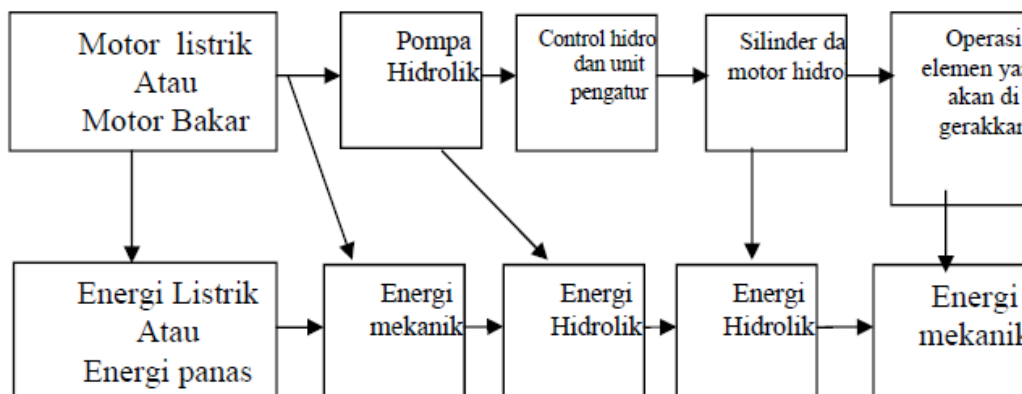 Motor listrik
Atau
Motor Bakar
Pompa
Hidrolik
Control hidro
dan unit
pengatur
Silinder da
motor hidro
Operasi
elemen ya
akan di
gerakkan
Energi Listrik
Atau
Energi panas
Energi
mekanik
Energi
Hidrolik
Energi
Hidrolik
Energi
mekanik